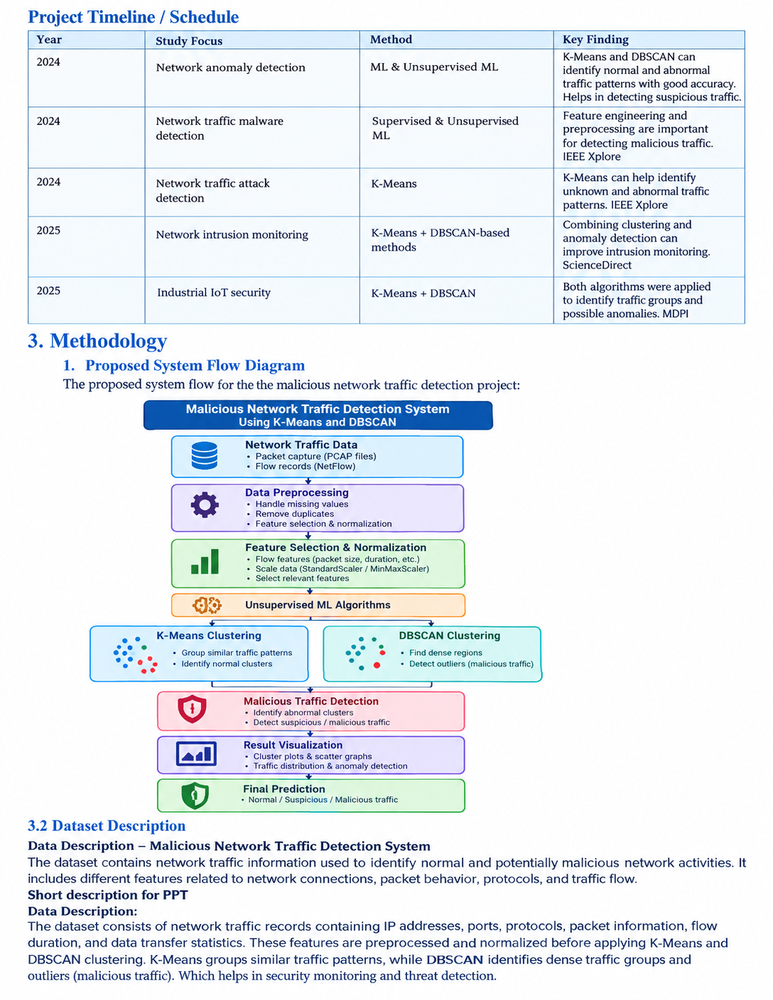 Project Timeline / Schedule
Year Study Focus Method Key Finding
2024 Network anomaly detection ML & Unsupervised ML K-Means and DBSCAN can
identify normal and abnormal
traffic patterns with good accuracy.
Helps in detecting suspicious traffic.
2024 Network traffic malware
detection
Supervised & Unsupervised
ML
Feature engineering and
preprocessing are important
for detecting malicious traffic.
IEEE Xplore
2024 Network traffic attack
detection
K-Means
K-Means can help identify
unknown and abnormal traffic
patterns. IEEE Xplore
2025 Network intrusion monitoring
K-Means + DBSCAN-based
methods
Combining clustering and
anomaly detection can
improve intrusion monitoring.
ScienceDirect
2025 Industrial IoT security K-Means + DBSCAN
Both algorithms were applied
to identify traffic groups and
possible anomalies. MDPI
3. Methodology
1. Proposed System Flow Diagram
The proposed system flow for the the malicious network traffic detection project:
Malicious Network Traffic Detection System
Using K-Means and DBSCAN
Network Traffic Data
• Packet capture (PCAP files)
• Flow records (NetFlow)
Data Preprocessing
• Handle missing values
• Remove duplicates
• Feature selection & normalization
Feature Selection & Normalization
• Flow features (packet size, duration, etc.)
• Scale data (StandardScaler / MinMaxScaler)
• Select relevant features
Unsupervised ML Algorithms
K-Means Clustering
• Group similar traffic patterns
• Identify normal clusters
DBSCAN Clustering
• Find dense regions
• Detect outliers (malicious traffic)
Malicious Traffic Detection
• Identify abnormal clusters
• Detect suspicious / malicious traffic
Result Visualization
• Cluster plots & scatter graphs
• Traffic distribution & anomaly detection
Final Prediction
• Normal / Suspicious / Malicious traffic
3.2 Dataset Description
Data Description – Malicious Network Traffic Detection System
The dataset contains network traffic information used to identify normal and potentially malicious network activities. It
includes different features related to network connections, packet behavior, protocols, and traffic flow.
Short description for PPT
Data Description:
The dataset consists of network traffic records containing IP addresses, ports, protocols, packet information, flow
duration, and data transfer statistics. These features are preprocessed and normalized before applying K-Means and
DBSCAN clustering. K-Means groups similar traffic patterns, while DBSCAN identifies dense traffic groups and
outliers (malicious traffic). Which helps in security monitoring and threat detection.